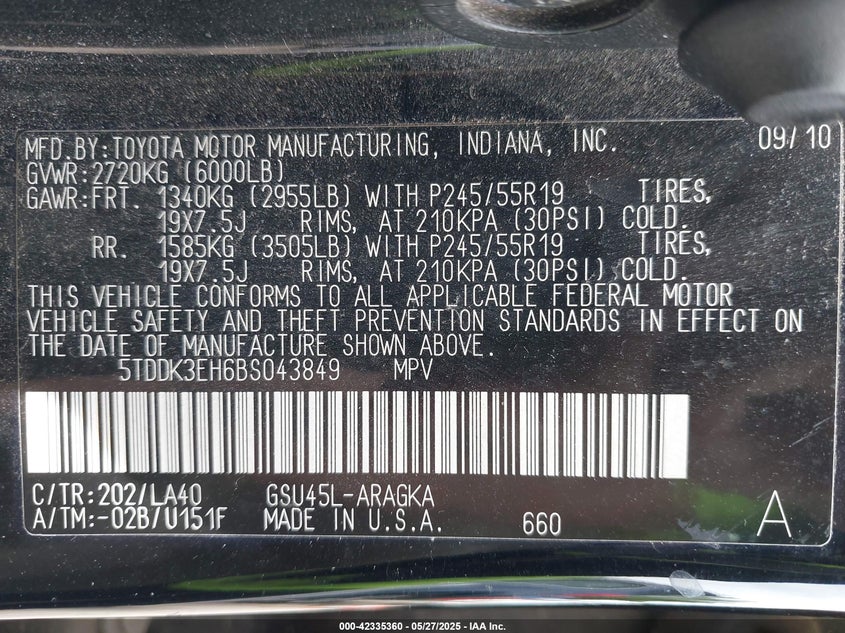 MFD.BY:TOYOTA MOTOR MANUFACTURING, INDIANA, INC. 09/10
GVWR:2720KG (6000LB)
GAWR:FRT. 1340KG (2955LB) WITH P245/55R19 TIRES,
19X7.5J RIMS, AT 210KPA (30PSI) COLD.
RR. 1585KG (3505LB) WITH P245/55R19 TIRES,
19X7.5J RIMS, AT 210KPA (30PSI) COLD.
THIS VEHICLE CONFORMS TO ALL APPLICABLE FEDERAL MOTOR
VEHICLE SAFETY AND THEFT PREVENTION STANDARDS IN EFFECT ON
THE DATE OF MANUFACTURE SHOWN ABOVE.
5TDDK3EH6BS043849 MPV
C/TR:202/LA40 GSU45L-ARAGKA
A/TM:-02B/U151F MADE IN U.S.A. 660 A
000-42335360 - 05/27/2025 - IAA Inc.